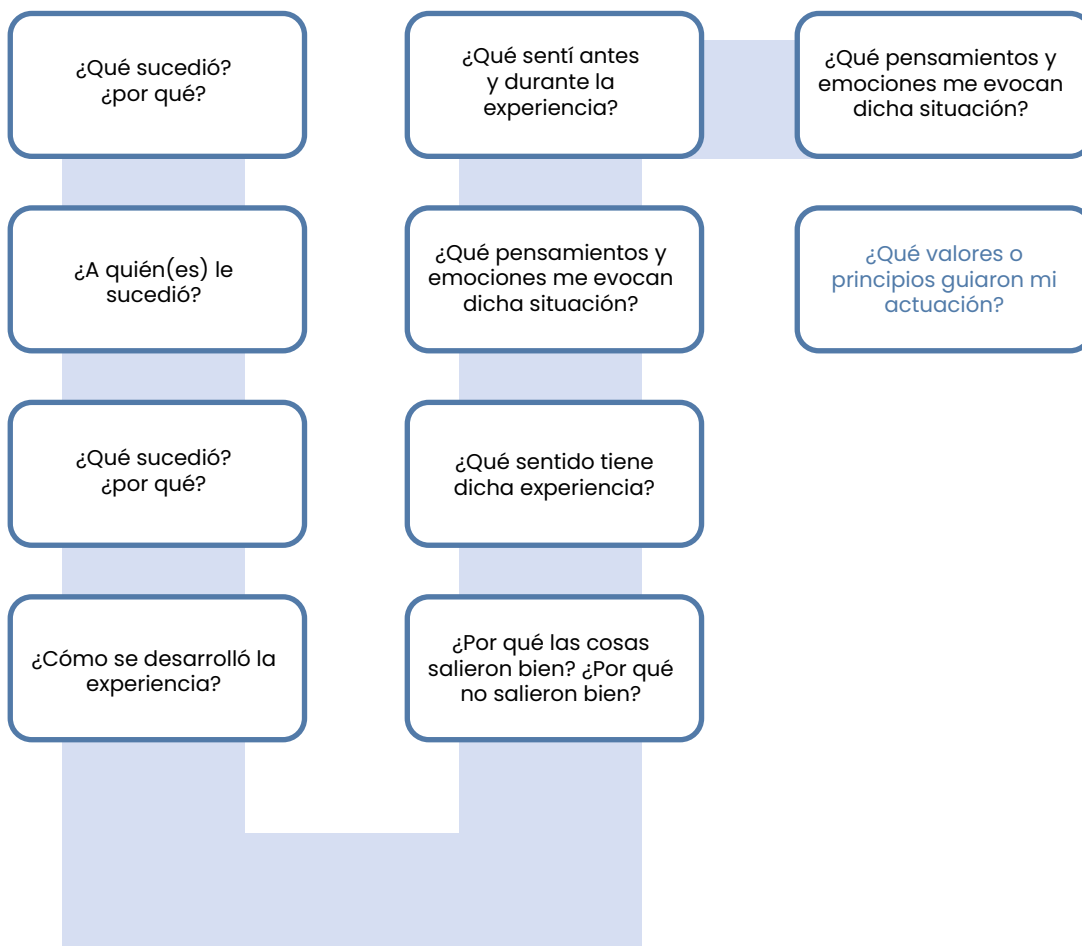 ¿Qué sucedió?
¿por qué?
¿A quién(es) le
sucedió?
¿Qué sucedió?
¿por qué?
¿Cómo se desarrolló la
experiencia?
¿Qué sentí antes
y durante la
experiencia?
¿Qué pensamientos y
emociones me evocan
dicha situación?
¿Qué sentido tiene
dicha experiencia?
¿Por qué las cosas
salieron bien? ¿Por qué
no salieron bien?
¿Qué pensamientos y
emociones me evocan
dicha situación?
¿Qué valores o
principios guiaron mi
actuación?